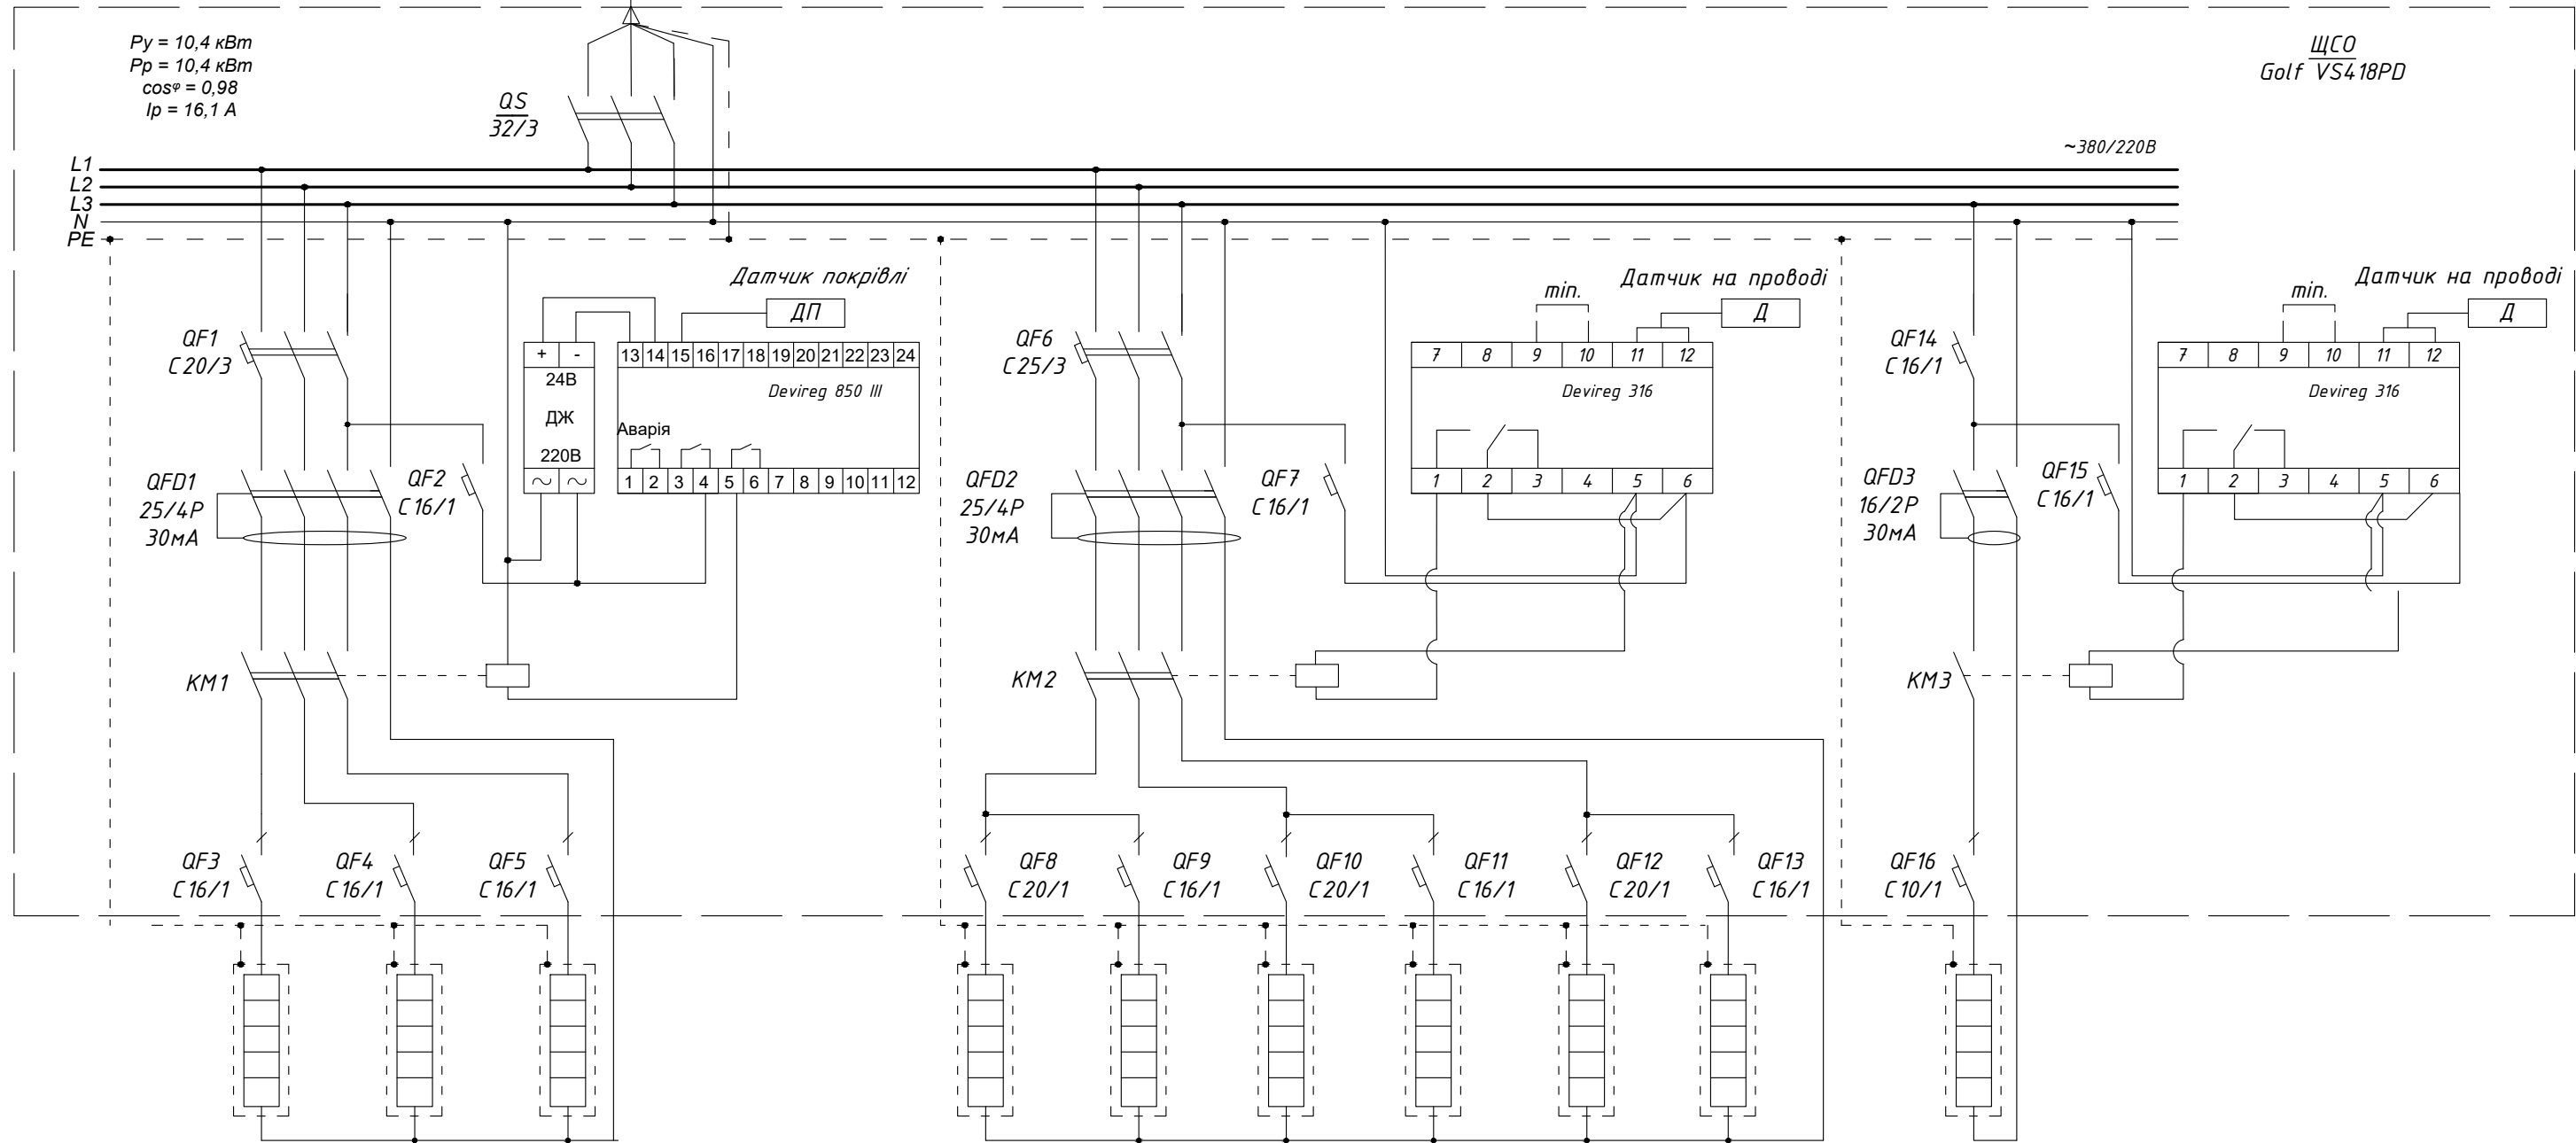 Ру = 10,4 кВт
Рр = 10,4 кВт
cosφ = 0,98
Iр = 16,1 А
QS
32/3
ЩСО
Golf VS418PD
~380/220В
L1
L2
L3
N
PE
Датчик покрівлі
ДП
Датчик на проводі
Д
min.
Датчик на проводі
Д
min.
QF1
C20/3
+ -
24В
ДЖ
220В
13 14 15 16 17 18 19 20 21 22 23 24
Devireg 850 III
Аварія
1 2 3 4 5 6 7 8 9 10 11 12
QF6
C25/3
7 8 9 10 11 12
Devireg 316
1 2 3 4 5 6
QF14
C16/1
7 8 9 10 11 12
Devireg 316
1 2 3 4 5 6
QFD1
25/4P
30мА
QF2
C16/1
QFD2
25/4P
30мА
QF7
C16/1
QFD3
16/2P
30мА
QF15
C16/1
KM1
KM2
KM3
QF3
C16/1
QF4
C16/1
QF5
C16/1
QF8
C20/1
QF9
C16/1
QF10
C20/1
QF11
C16/1
QF12
C20/1
QF13
C16/1
QF16
C10/1